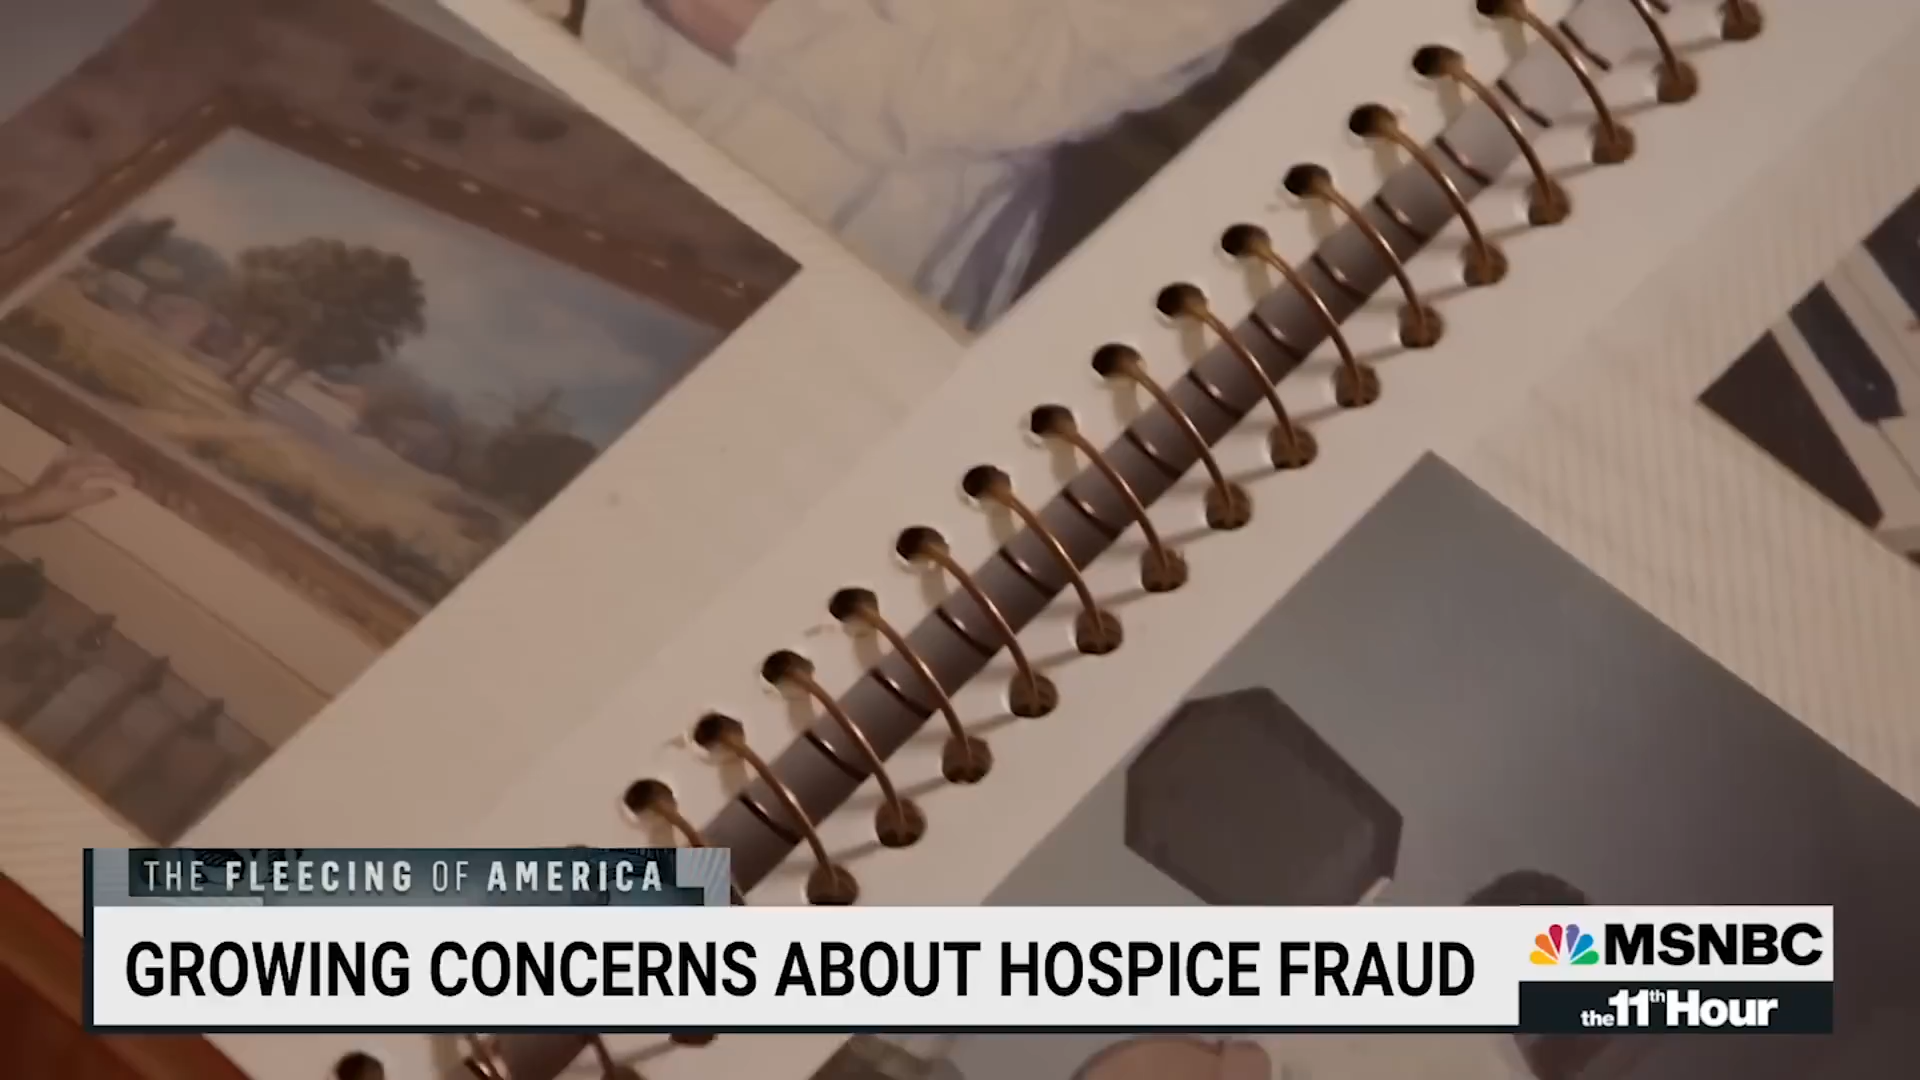 THE FLEECING OF AMERICA
GROWING CONCERNS ABOUT HOSPICE FRAUD
MSNBC
the 11th Hour